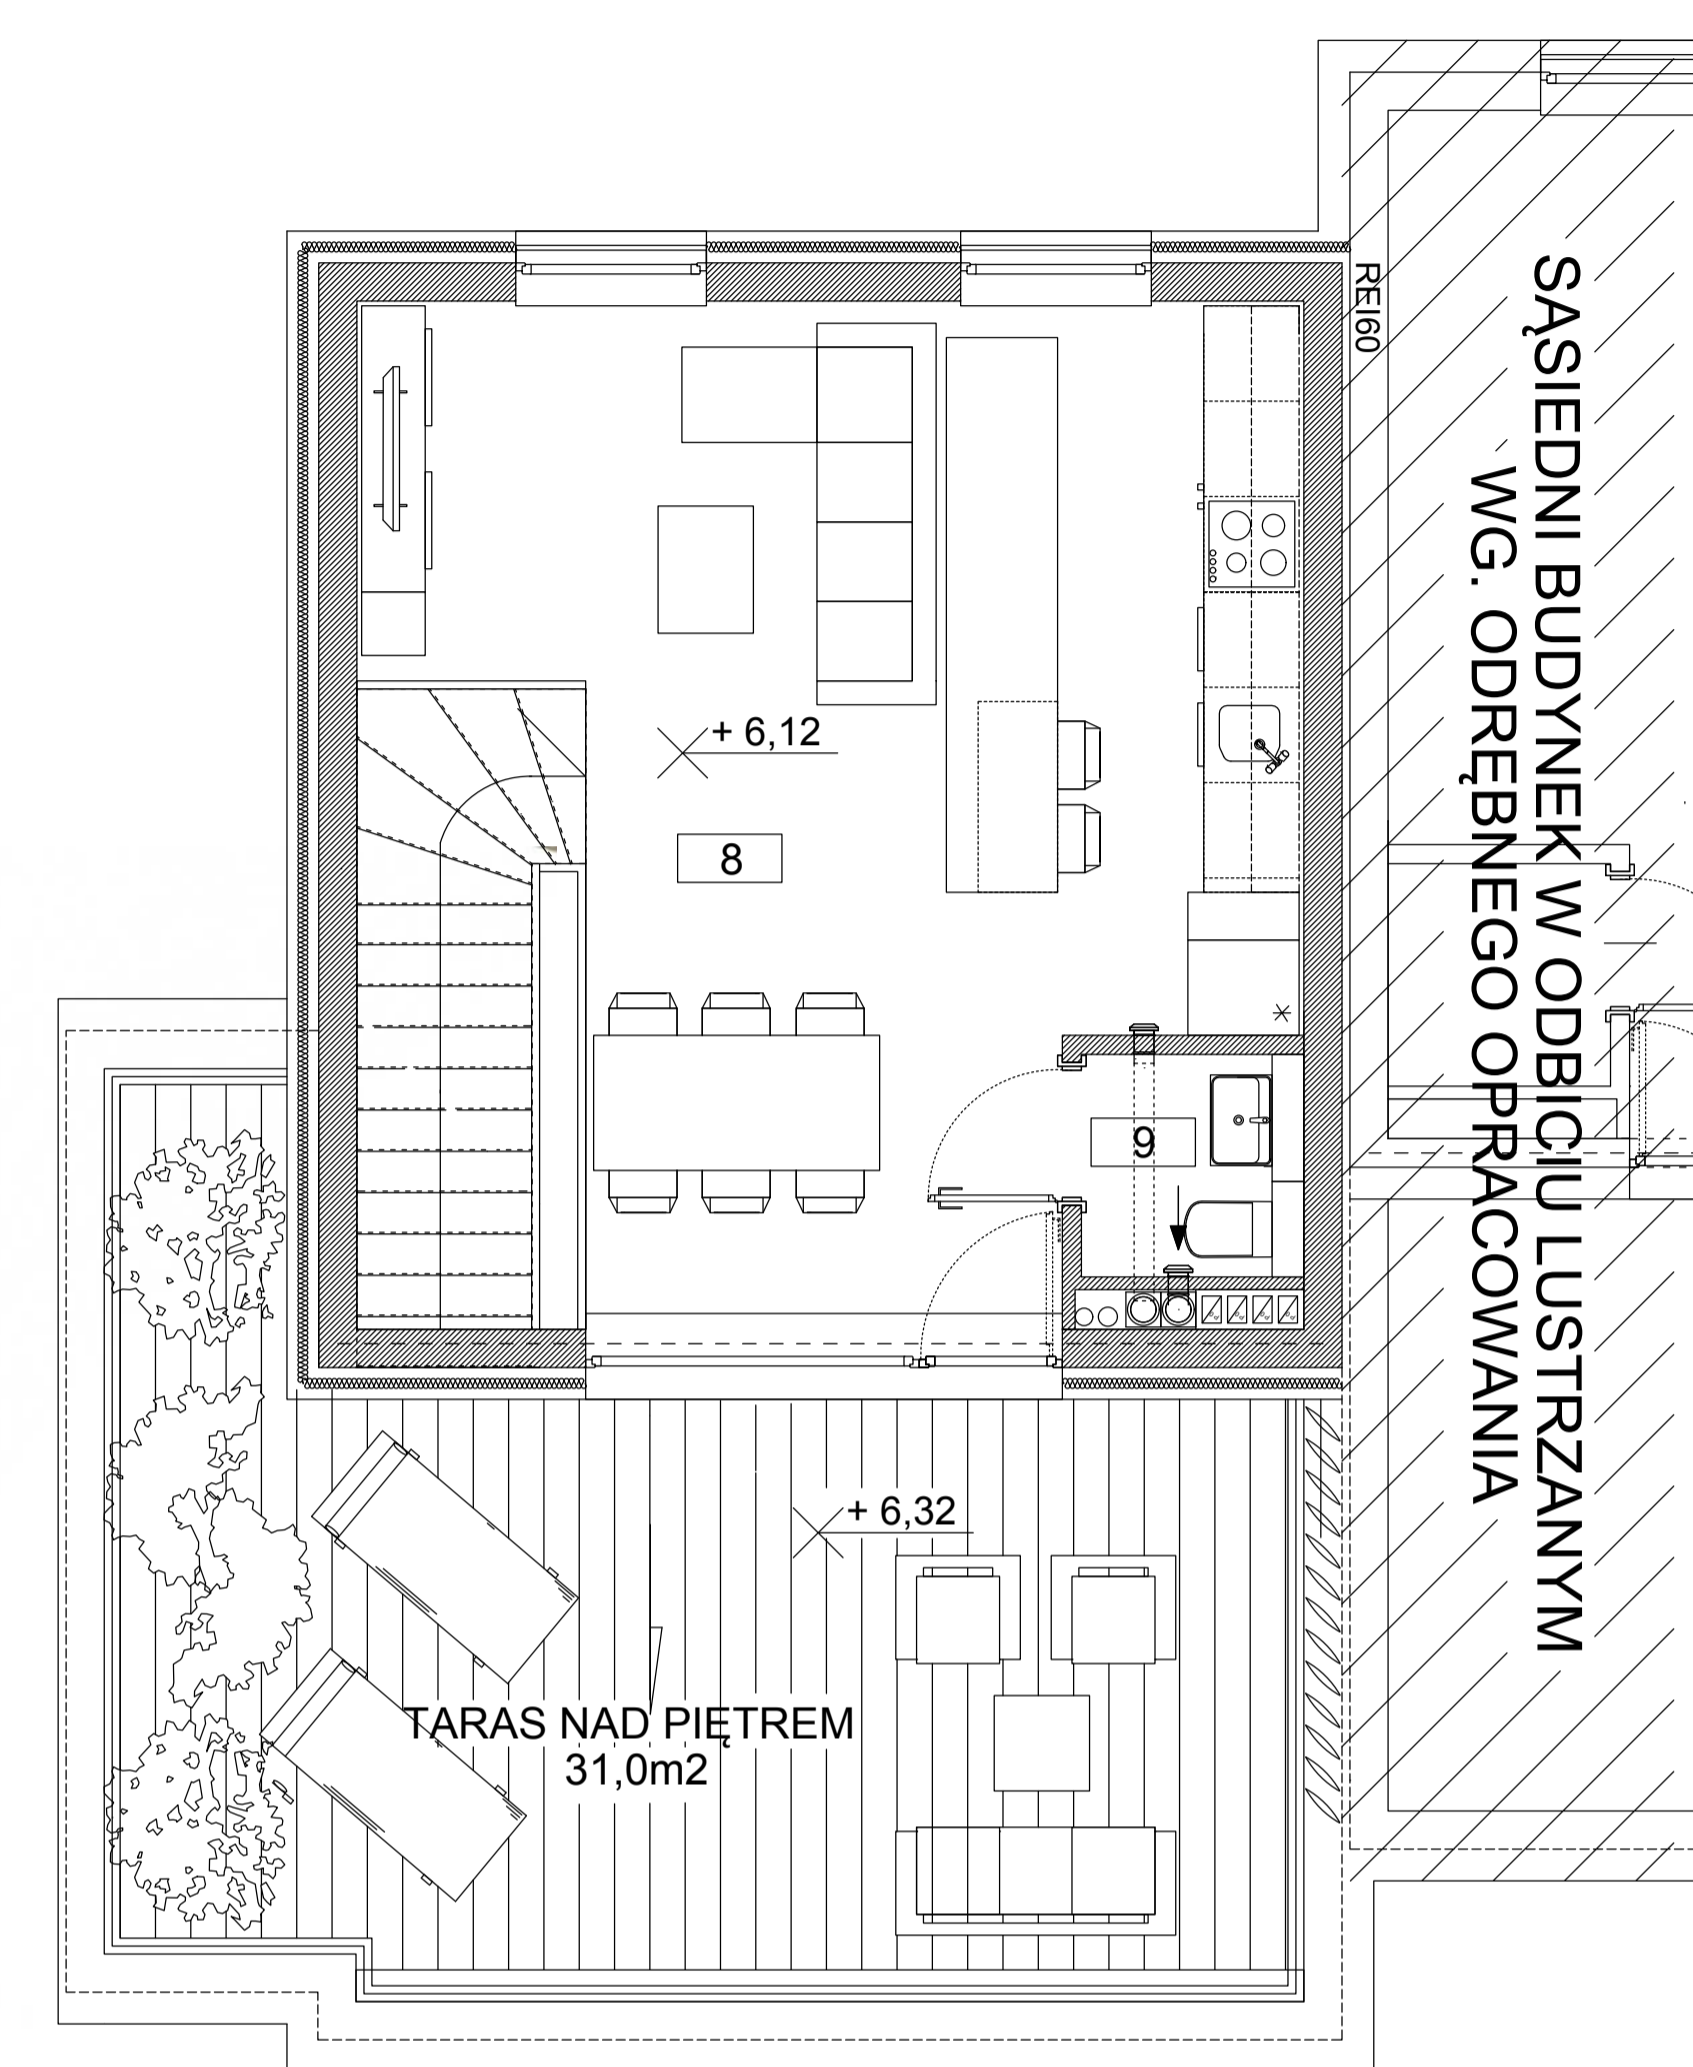 REI60
SĄSIEDNI BUDYNEK W ODBICIU LUSTRZANYM
WG. ODRĘBNEGO OPRACOWANIA
+ 6,12
8
9
+ 6,32
TARAS NAD PIĘTREM
31,0m2